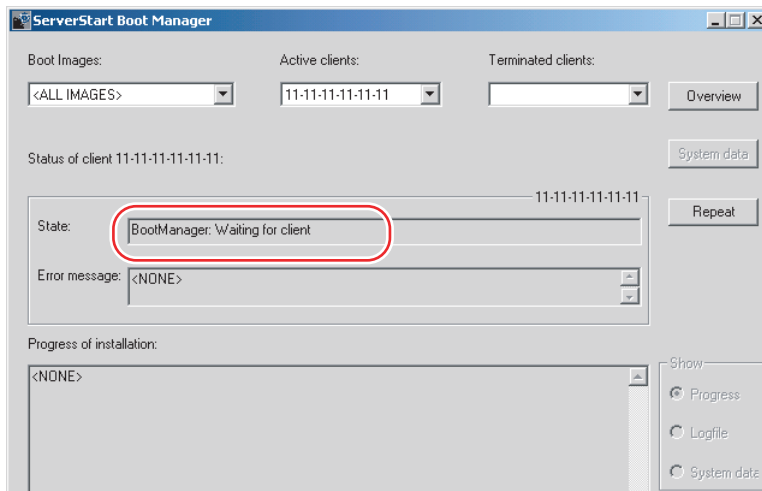 ServerStart Boot Manager
Boot Images:
Active clients:
Terminated clients:
<ALL IMAGES>
11-11-11-11-11-11
Overview
Status of client 11-11-11-11-11-11:
System data
11-11-11-11-11-11
State:
BootManager: Waiting for client
Repeat
Error message:
<NONE>
Progress of installation:
<NONE>
Show
Progress
Logfile
System data